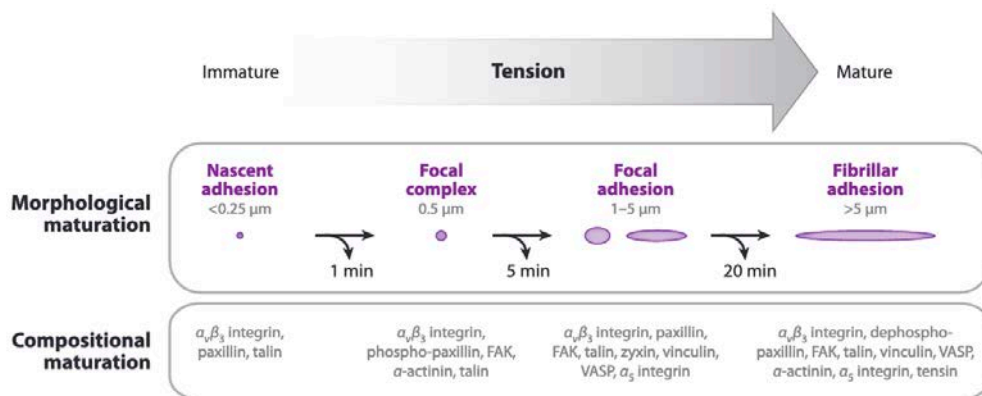 Immature
Tension
Mature
Morphological
maturation
Nascent
adhesion
<0.25 μm
1 min
Focal
complex
0.5 μm
5 min
Focal
adhesion
1–5 μm
20 min
Fibrillar
adhesion
>5 μm
Compositional
maturation
αᵥβ₃ integrin,
paxillin, talin
αᵥβ₃ integrin,
phospho-paxillin, FAK,
α-actinin, talin
αᵥβ₃ integrin, paxillin,
FAK, talin, zyxin, vinculin,
VASP, α₅ integrin
αᵥβ₃ integrin, dephospho-
paxillin, FAK, talin, vinculin, VASP,
α-actinin, α₅ integrin, tensin